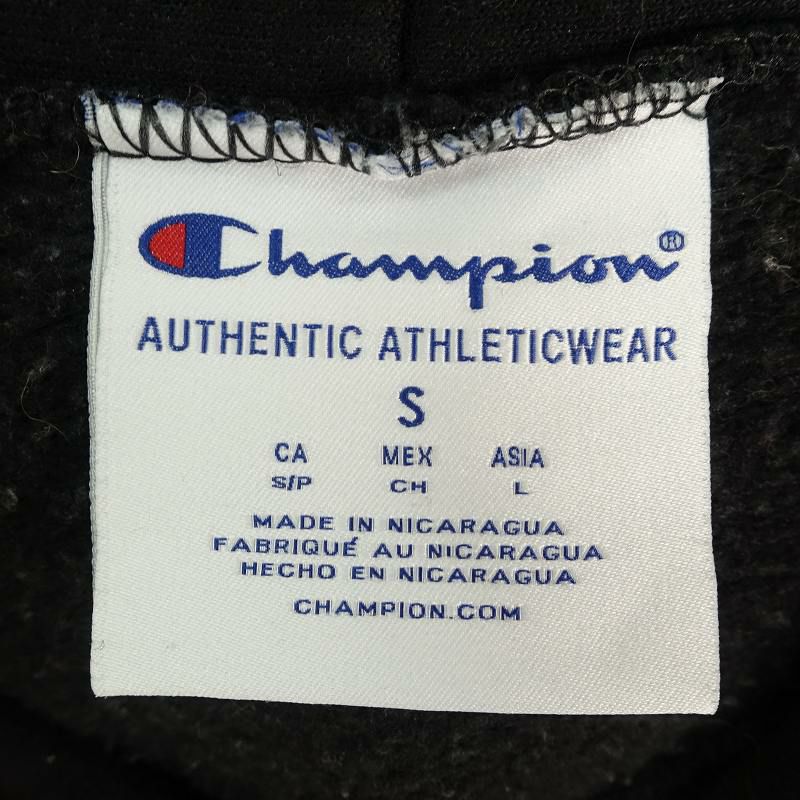 Champion®
AUTHENTIC ATHLETICWEAR
S
CA MEX ASIA
S/P CH L
MADE IN NICARAGUA
FABRIQUÉ AU NICARAGUA
HECHO EN NICARAGUA
CHAMPION.COM